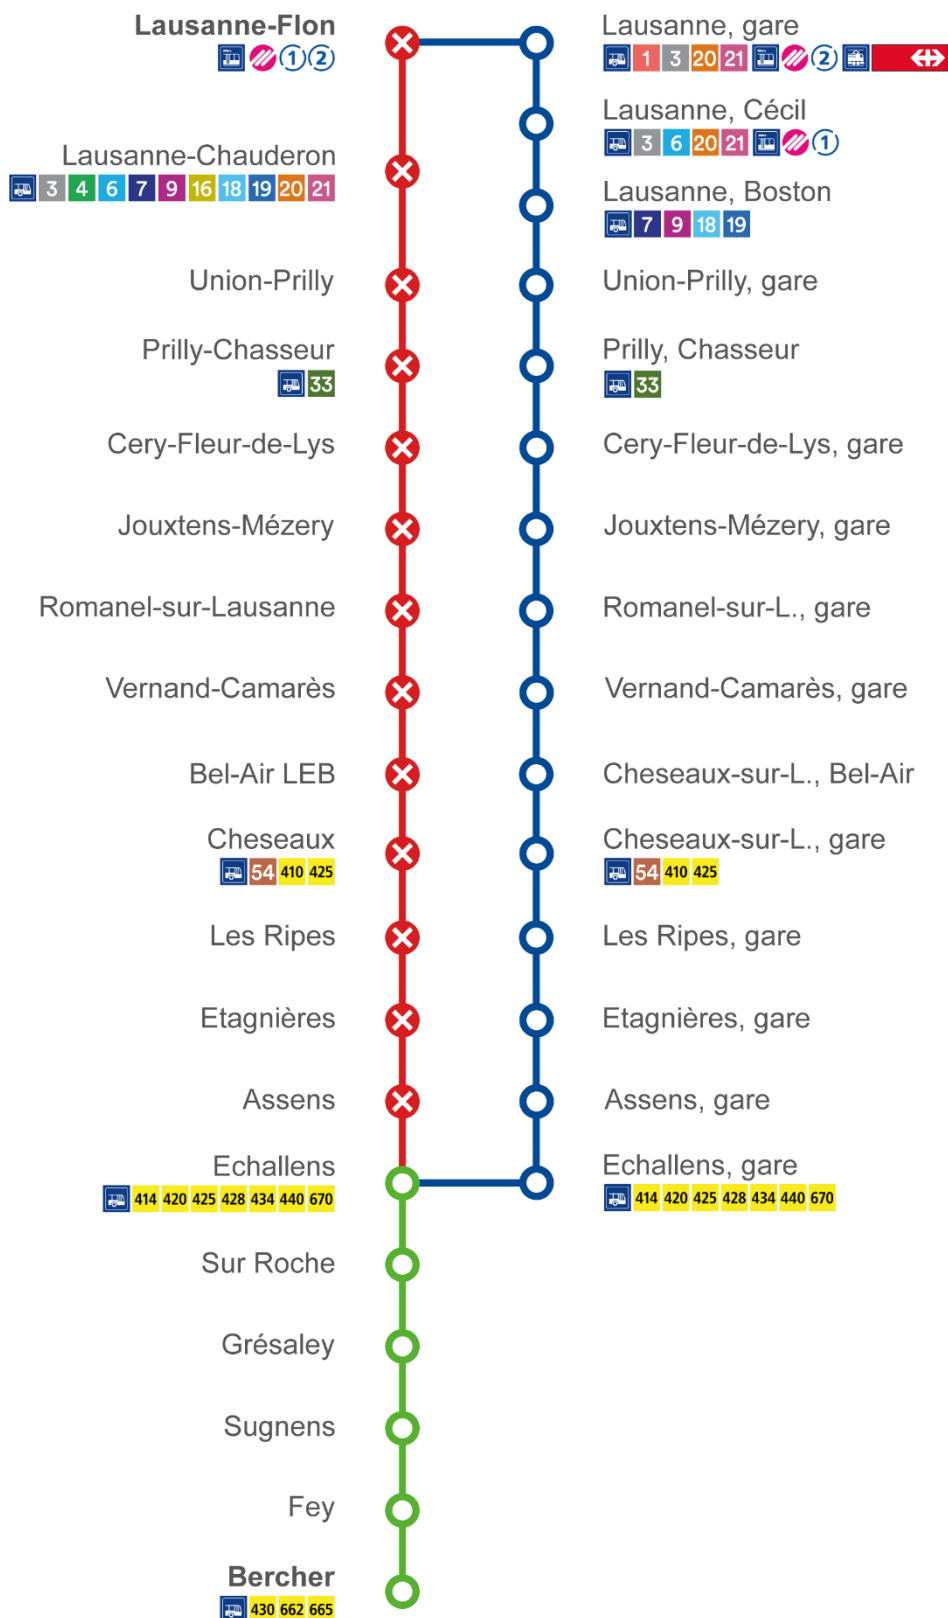 Lausanne-Flon
1 2
Lausanne-Chauderon
3 4 6 7 9 16 18 19 20 21
Union-Prilly
Prilly-Chasseur
33
Cery-Fleur-de-Lys
Jouxtens-Mézery
Romanel-sur-Lausanne
Vernand-Camarès
Bel-Air LEB
Cheseaux
54 410 425
Les Ripes
Etagnières
Assens
Echallens
414 420 425 428 434 440 670
Sur Roche
Grésaley
Sugnens
Fey
Bercher
430 662 665
Lausanne, gare
1 3 20 21 2
Lausanne, Cécil
3 6 20 21 1
Lausanne, Boston
7 9 18 19
Union-Prilly, gare
Prilly, Chasseur
33
Cery-Fleur-de-Lys, gare
Jouxtens-Mézery, gare
Romanel-sur-L., gare
Vernand-Camarès, gare
Cheseaux-sur-L., Bel-Air
Cheseaux-sur-L., gare
54 410 425
Les Ripes, gare
Etagnières, gare
Assens, gare
Echallens, gare
414 420 425 428 434 440 670